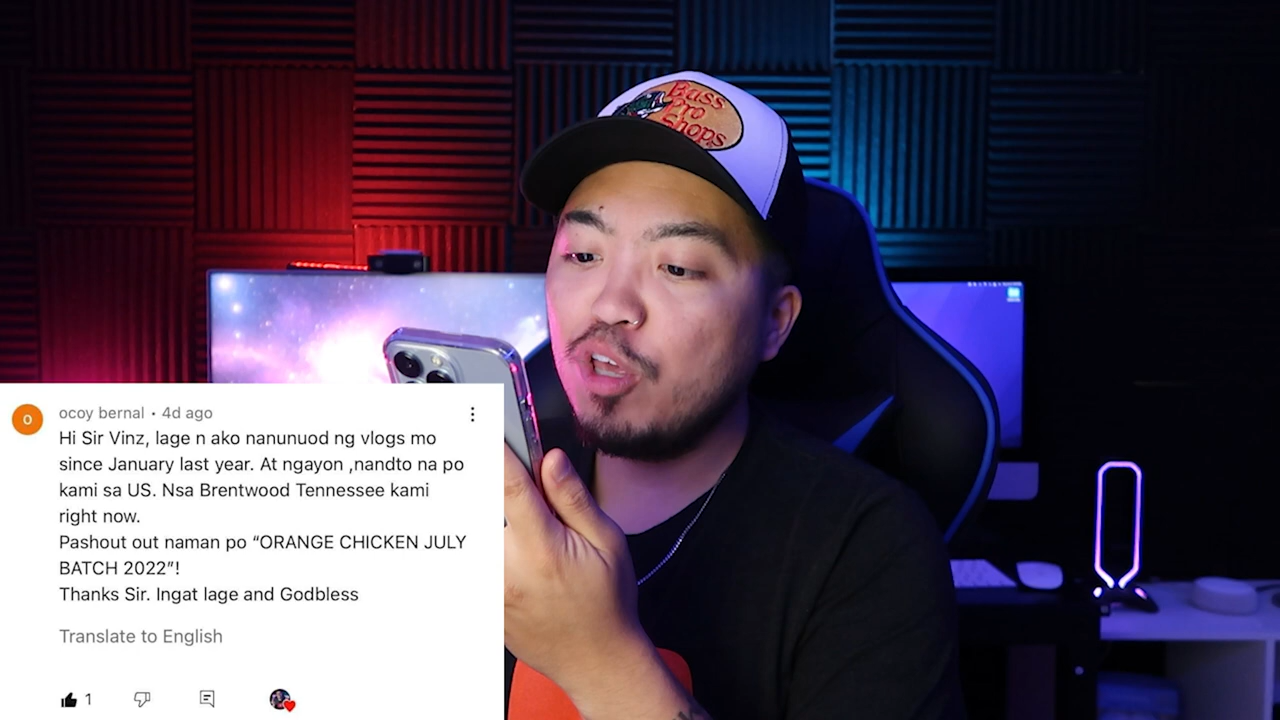 Bass
Pro
Shops
O
ocoy bernal • 4d ago
Hi Sir Vinz, lage n ako nanunuod ng vlogs mo
since January last year. At ngayon ,nandto na po
kami sa US. Nsa Brentwood Tennessee kami
right now.
Pashout out naman po “ORANGE CHICKEN JULY
BATCH 2022”!
Thanks Sir. Ingat lage and Godbless
Translate to English
1